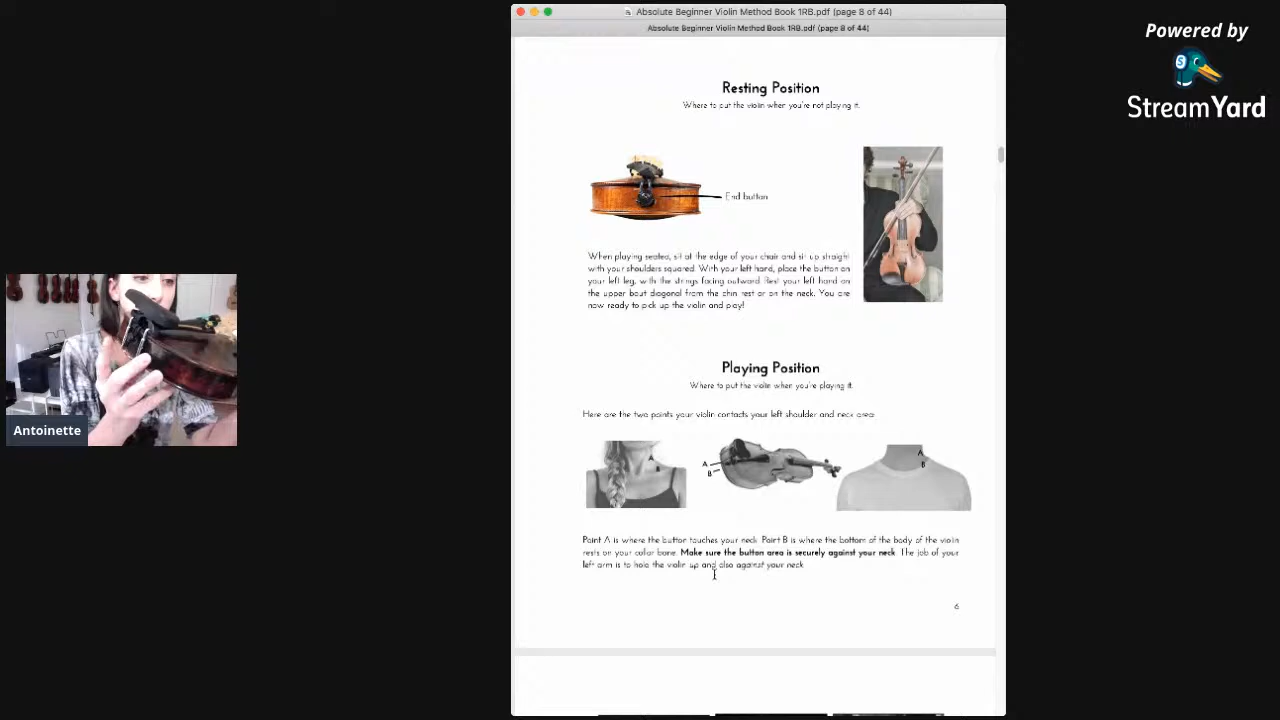 Absolute Beginner Violin Method Book 1RB.pdf (page 8 of 44)
Absolute Beginner Violin Method Book 1RB.pdf (page 8 of 44)
Powered by
StreamYard
Resting Position
Where to put the violin when you're not playing it.
End button
When playing seated, sit at the edge of your chair and sit up straight
with your shoulders squared. With your left hand, place the button on
your left leg, with the strings facing outward. Rest your left hand on
the upper bout diagonal from the chin rest or on the neck. You are
now ready to pick up the violin and play!
Antoinette
Playing Position
Where to put the violin when you're playing it.
Here are the two points your violin contacts your left shoulder and neck area:
A
B
A
B
A
B
Point A is where the button touches your neck. Point B is where the bottom of the body of the violin
rests on your collar bone. Make sure the button area is securely against your neck. The job of your
left arm is to hold the violin up and also against your neck.
6